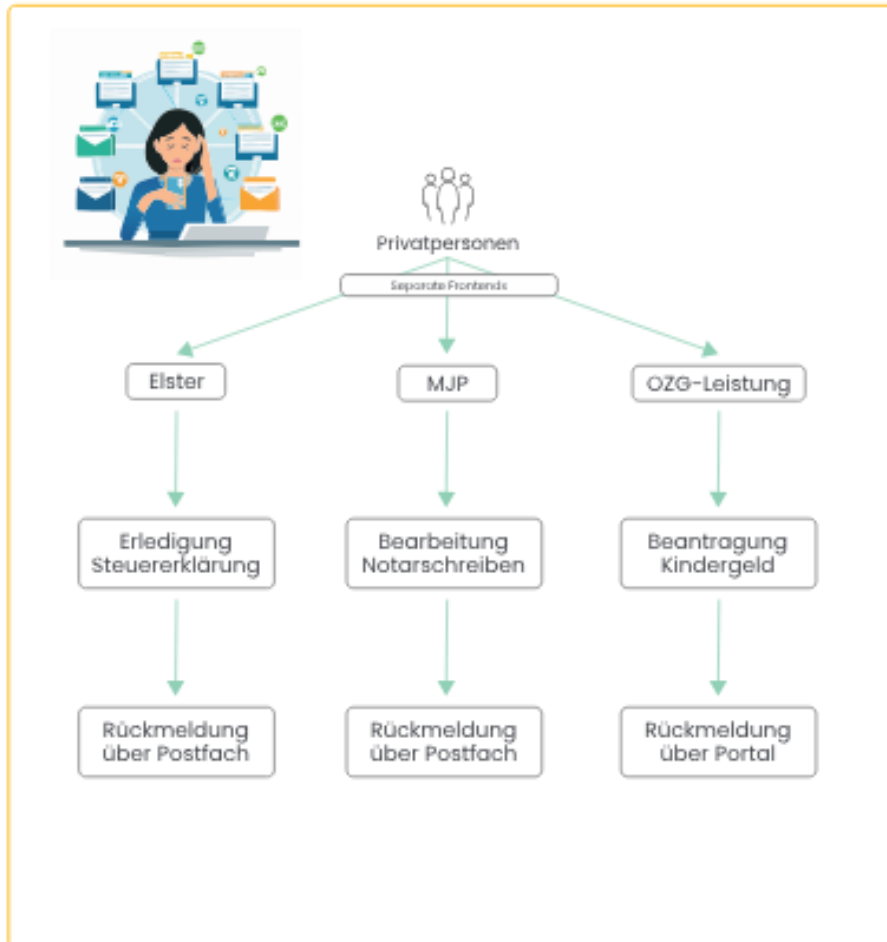 Privatpersonen
Separate Frontends
Elster
MJP
OZG-Leistung
Erledigung
Steuererklärung
Bearbeitung
Notarschreiben
Beantragung
Kindergeld
Rückmeldung
über Postfach
Rückmeldung
über Postfach
Rückmeldung
über Portal